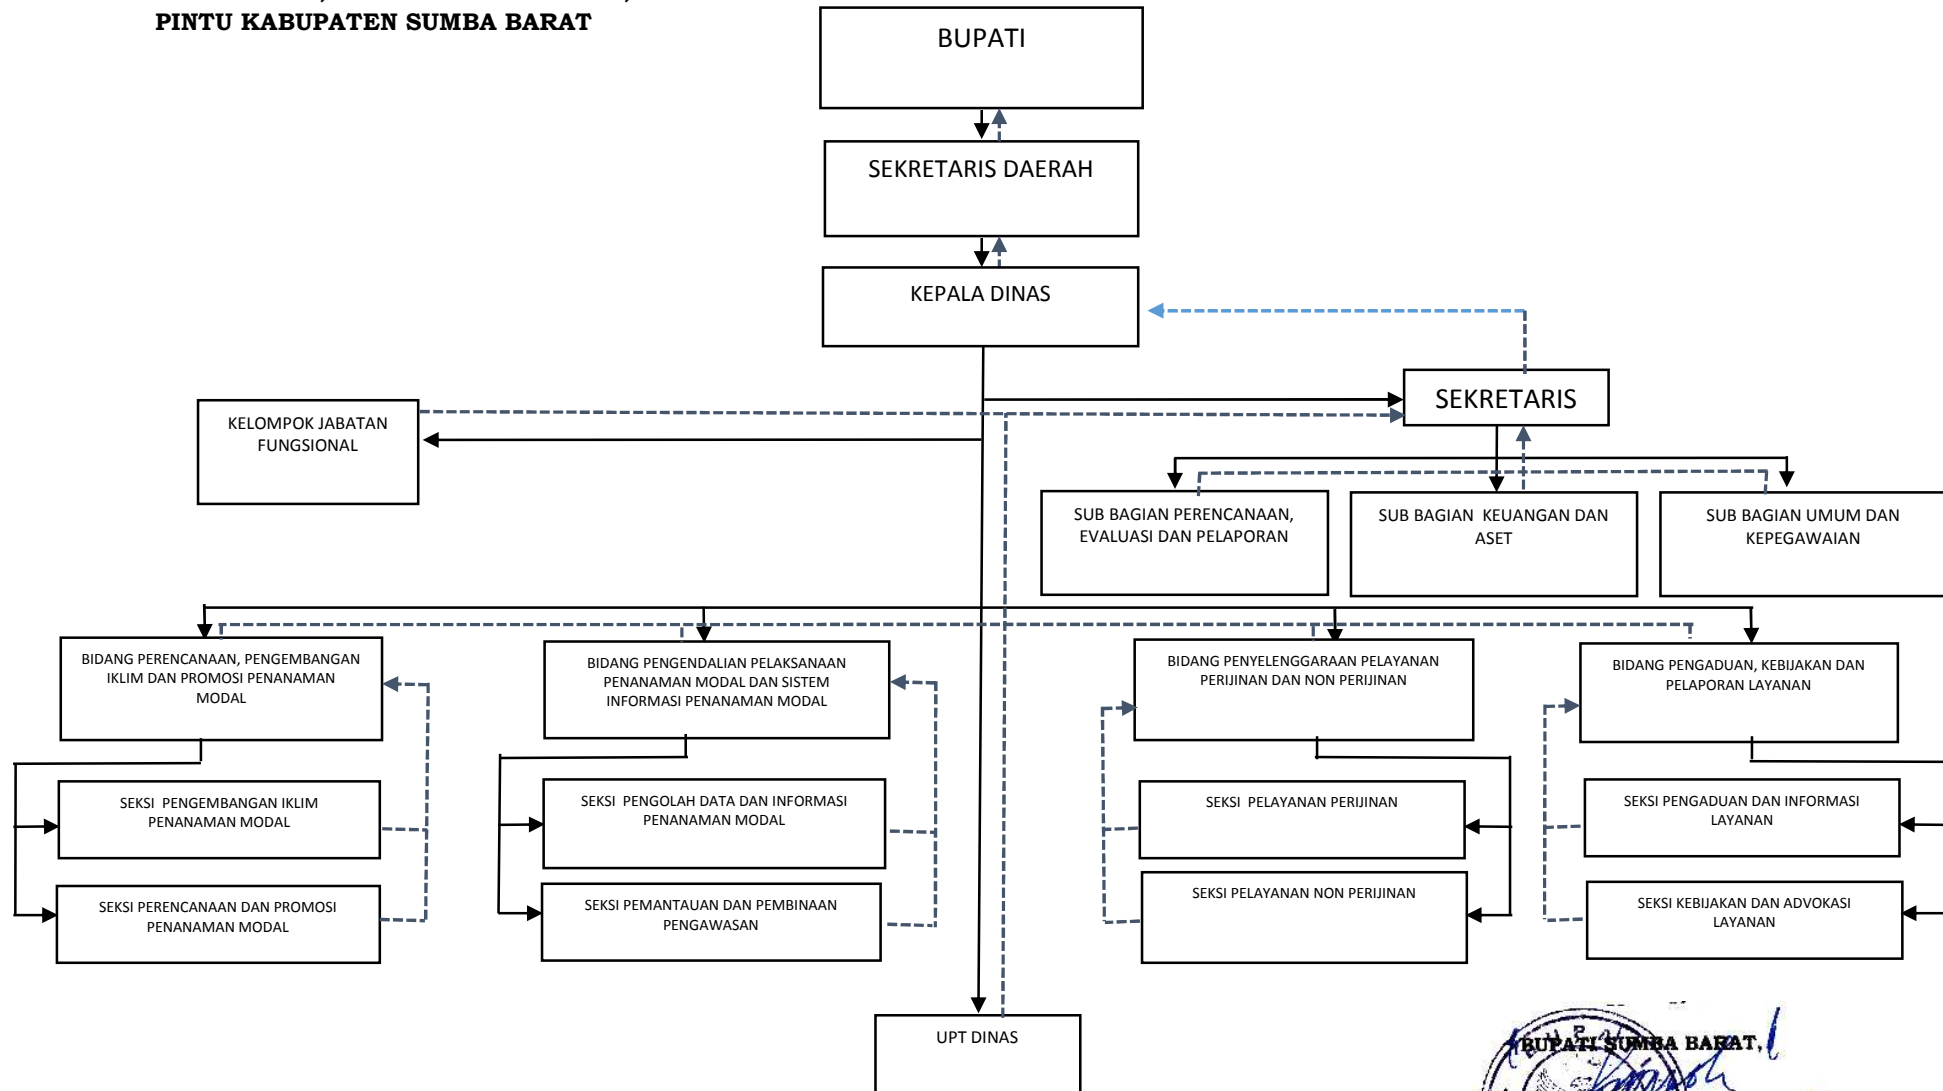 PINTU KABUPATEN SUMBA BARAT
BUPATI
SEKRETARIS DAERAH
KEPALA DINAS
SEKRETARIS
KELOMPOK JABATAN
FUNGSIONAL
SUB BAGIAN PERENCANAAN,
EVALUASI DAN PELAPORAN
SUB BAGIAN KEUANGAN DAN
ASET
SUB BAGIAN UMUM DAN
KEPEGAWAIAN
BIDANG PERENCANAAN, PENGEMBANGAN
IKLIM DAN PROMOSI PENANAMAN
MODAL
BIDANG PENGENDALIAN PELAKSANAAN
PENANAMAN MODAL DAN SISTEM
INFORMASI PENANAMAN MODAL
BIDANG PENYELENGGARAAN PELAYANAN
PERIJINAN DAN NON PERIJINAN
BIDANG PENGADUAN, KEBIJAKAN DAN
PELAPORAN LAYANAN
SEKSI PENGEMBANGAN IKLIM
PENANAMAN MODAL
SEKSI PENGOLAH DATA DAN INFORMASI
PENANAMAN MODAL
SEKSI PELAYANAN PERIJINAN
SEKSI PENGADUAN DAN INFORMASI
LAYANAN
SEKSI PERENCANAAN DAN PROMOSI
PENANAMAN MODAL
SEKSI PEMANTAUAN DAN PEMBINAAN
PENGAWASAN
SEKSI PELAYANAN NON PERIJINAN
SEKSI KEBIJAKAN DAN ADVOKASI
LAYANAN
UPT DINAS
BUPATI SUMBA BARAT,